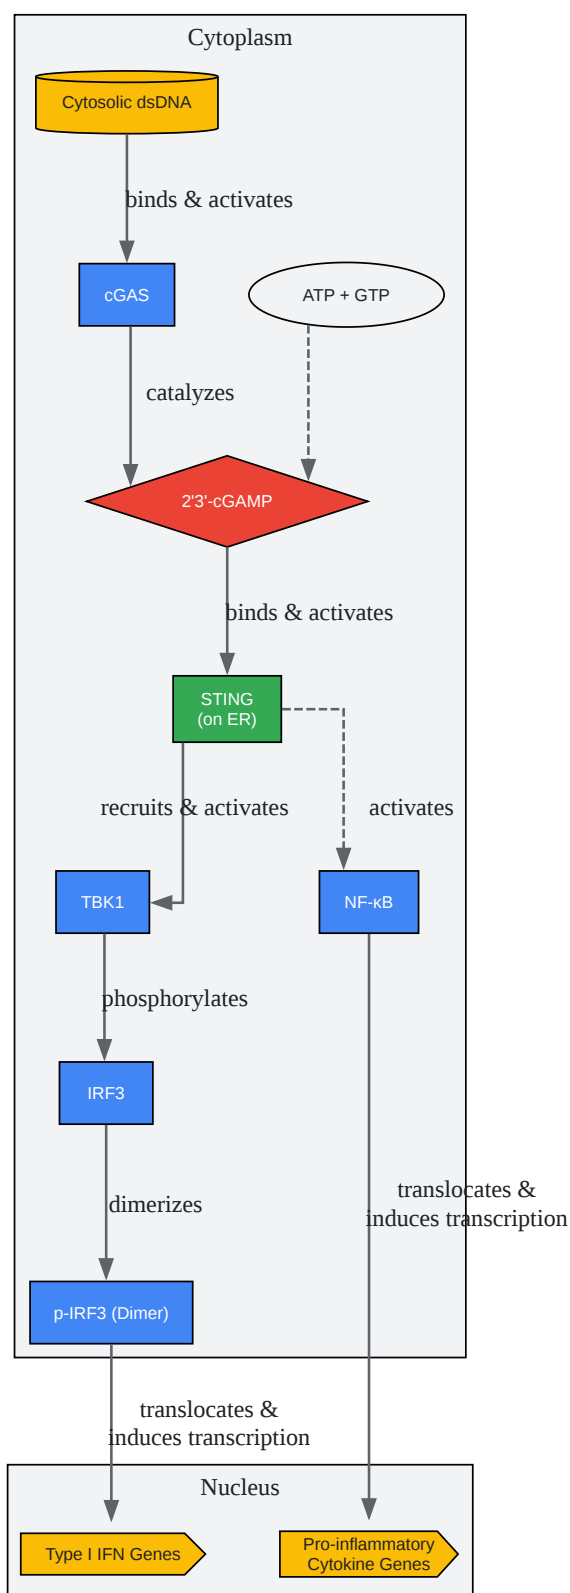 Cytoplasm
Cytosolic dsDNA
binds & activates
cGAS
ATP + GTP
catalyzes
2'3'-cGAMP
binds & activates
STING
(on ER)
recruits & activates
activates
TBK1
NF-κB
phosphorylates
IRF3
translocates &
induces transcription
dimerizes
p-IRF3 (Dimer)
translocates &
induces transcription
Nucleus
Type I IFN Genes
Pro-inflammatory
Cytokine Genes